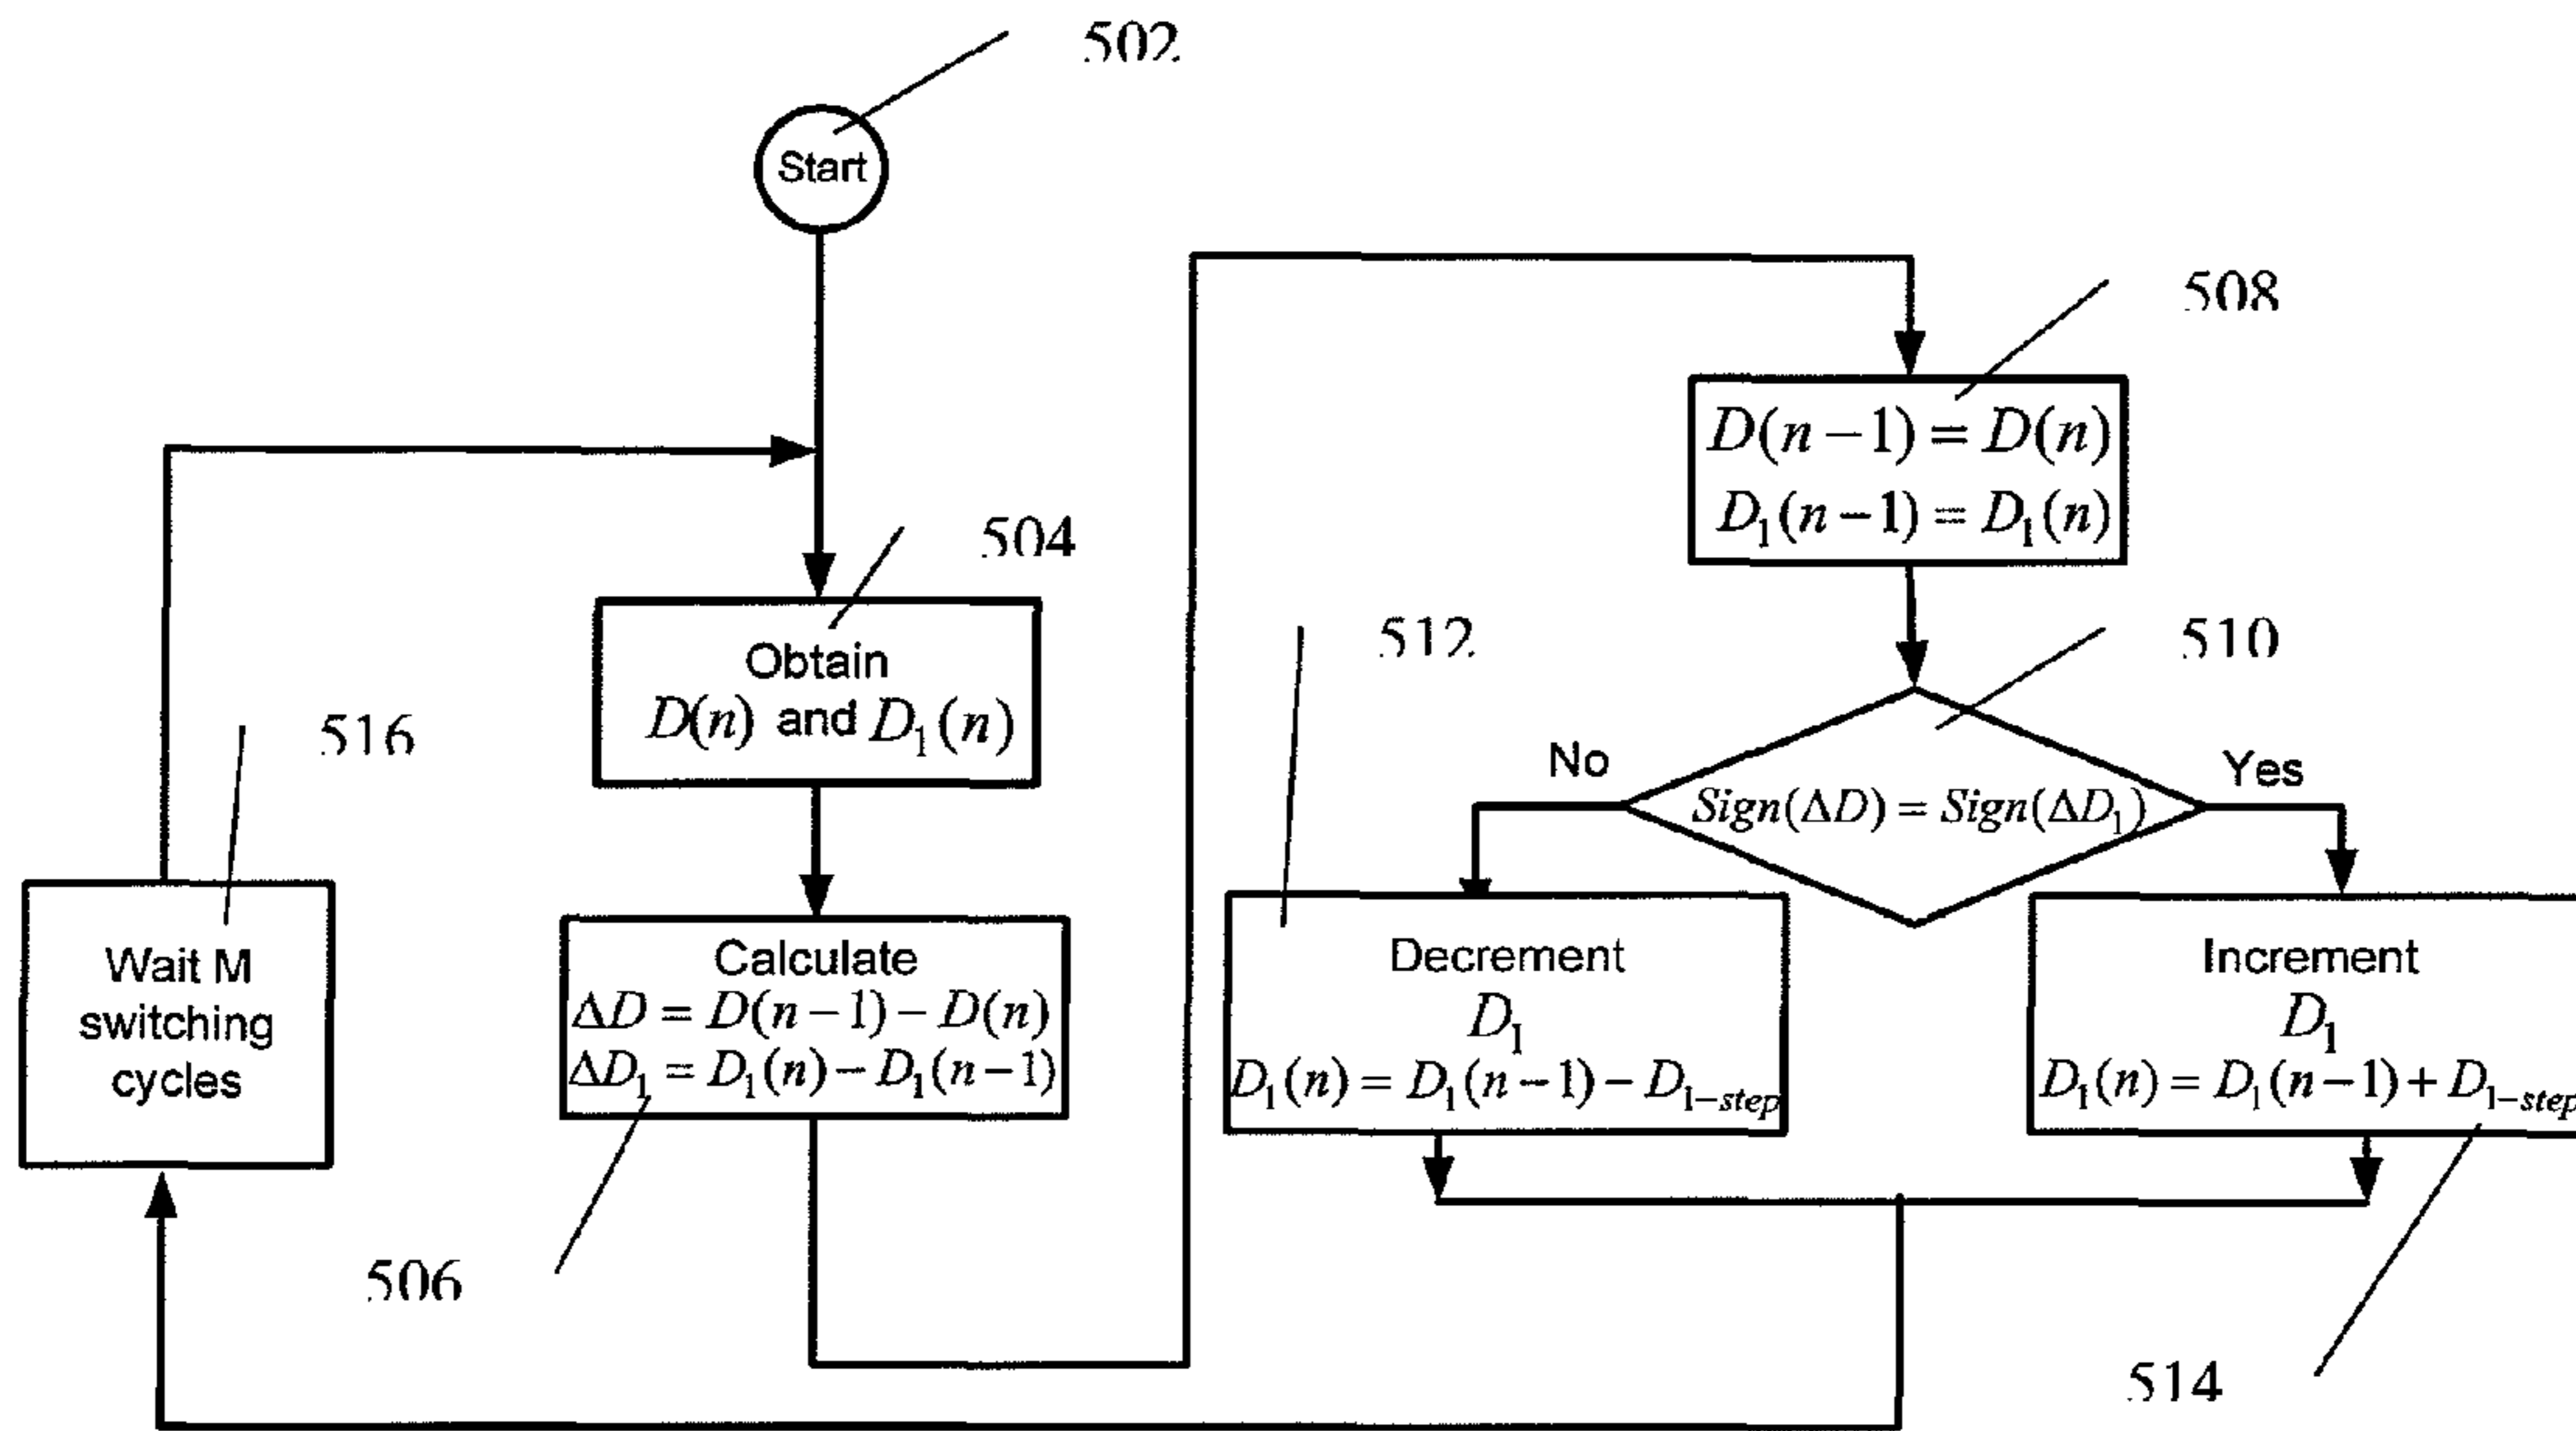 502
Start
504
Obtain
D(n) and D₁(n)
506
Calculate
ΔD = D(n−1) − D(n)
ΔD₁ = D₁(n) − D₁(n−1)
508
D(n−1) = D(n)
D₁(n−1) = D₁(n)
510
Sign(ΔD) = Sign(ΔD₁)
No
Yes
512
Decrement
D₁
D₁(n) = D₁(n−1) − D₁₋step
Increment
D₁
D₁(n) = D₁(n−1) + D₁₋step
514
516
Wait M
switching
cycles